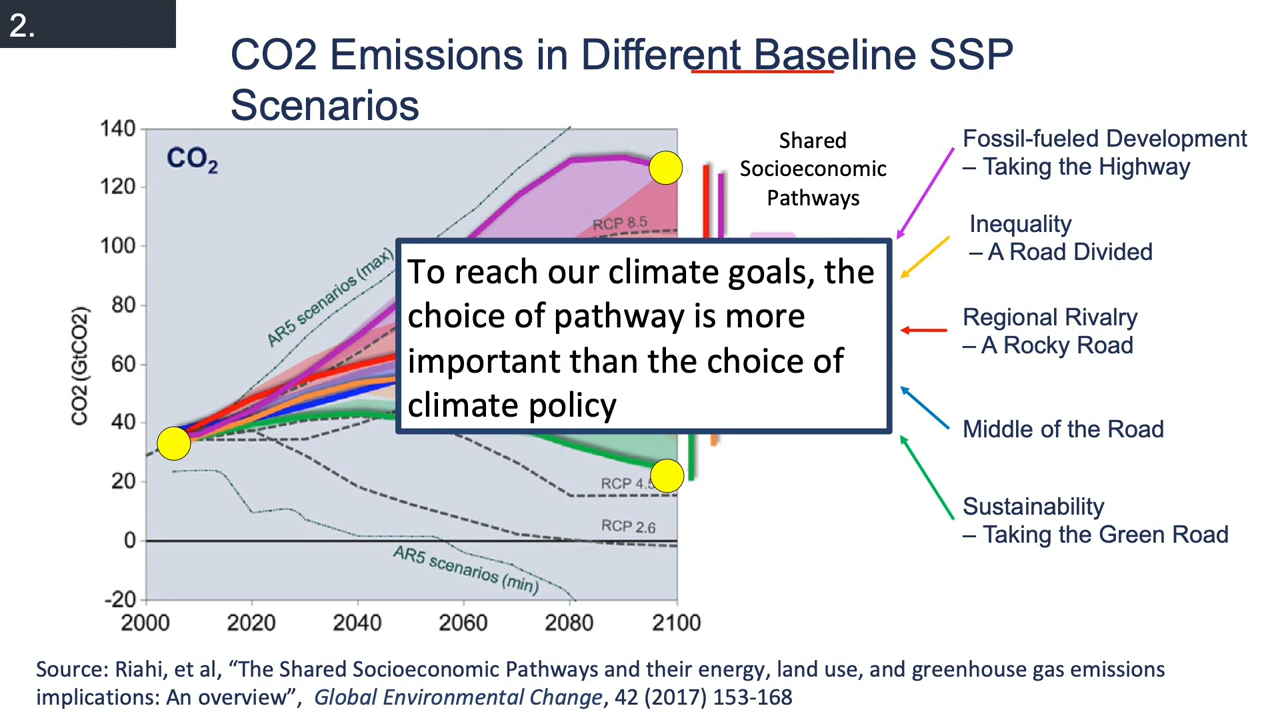 2.
CO2 Emissions in Different Baseline SSP
Scenarios
140
120
100
80
60
40
20
0
-20
CO2 (GtCO2)
2000
2020
2040
2060
2080
2100
CO2
AR5 scenarios (max)
RCP 8.5
RCP 4.5
RCP 2.6
AR5 scenarios (min)
To reach our climate goals, the
choice of pathway is more
important than the choice of
climate policy
Shared
Socioeconomic
Pathways
Fossil-fueled Development
– Taking the Highway
Inequality
– A Road Divided
Regional Rivalry
– A Rocky Road
Middle of the Road
Sustainability
– Taking the Green Road
Source: Riahi, et al, “The Shared Socioeconomic Pathways and their energy, land use, and greenhouse gas emissions
implications: An overview”, Global Environmental Change, 42 (2017) 153-168